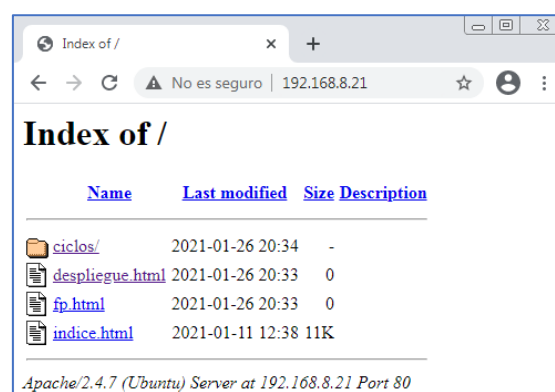 Index of /
No es seguro | 192.168.8.21
Index of /
Name Last modified Size Description
ciclos/ 2021-01-26 20:34 -
despliegue.html 2021-01-26 20:33 0
fp.html 2021-01-26 20:33 0
indice.html 2021-01-11 12:38 11K
Apache/2.4.7 (Ubuntu) Server at 192.168.8.21 Port 80